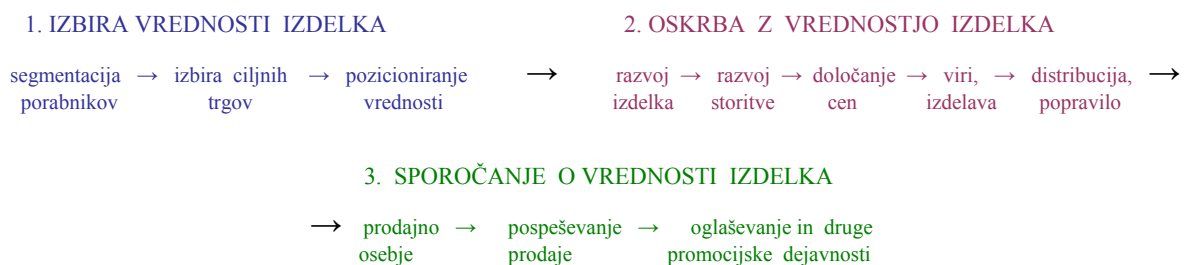 1. IZBIRA VREDNOSTI IZDELKA
segmentacija → izbira ciljnih → pozicioniranje →
porabnikov trgov vrednosti
2. OSKRBA Z VREDNOSTJO IZDELKA
razvoj → razvoj → določanje → viri, → distribucija, →
izdelka storitve cen izdelava popravilo
3. SPOROČANJE O VREDNOSTI IZDELKA
→ prodajno → pospeševanje → oglaševanje in druge
osebje prodaje promocijske dejavnosti